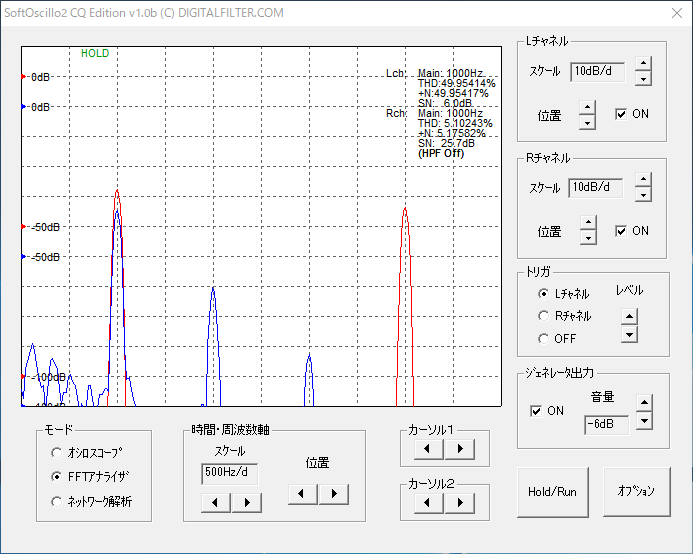 SoftOscillo2 CQ Edition v1.0b (C) DIGITALFILTER.COM
HOLD
0dB
0dB
-50dB
-50dB
-100dB
Lch: Main: 1000Hz
THD:49.95414%
+N:49.95417%
SN: 6.0dB
Rch: Main: 1000Hz
THD: 5.10243%
+N: 5.17582%
SN: 25.7dB
(HPF Off)
Lチャネル
スケール 10dB/d
位置 ON
Rチャネル
スケール 10dB/d
位置 ON
トリガ
Lチャネル レベル
Rチャネル
OFF
ジェネレータ出力
ON 音量
-6dB
モード
オシロスコープ
FFTアナライザ
ネットワーク解析
時間・周波数軸
スケール
500Hz/d
位置
カーソル1
カーソル2
Hold/Run
オプション